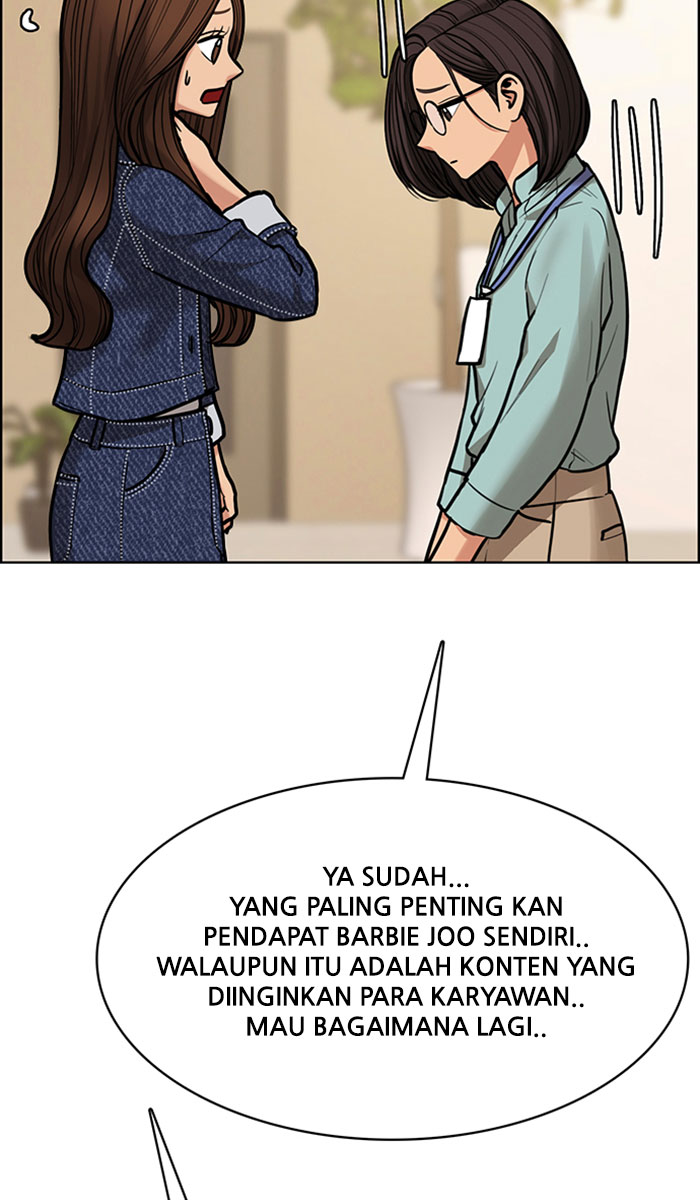 YA SUDAH...
YANG PALING PENTING KAN
PENDAPAT BARBIE JOO SENDIRI..
WALAUPUN ITU ADALAH KONTEN YANG
DIINGINKAN PARA KARYAWAN..
MAU BAGAIMANA LAGI..